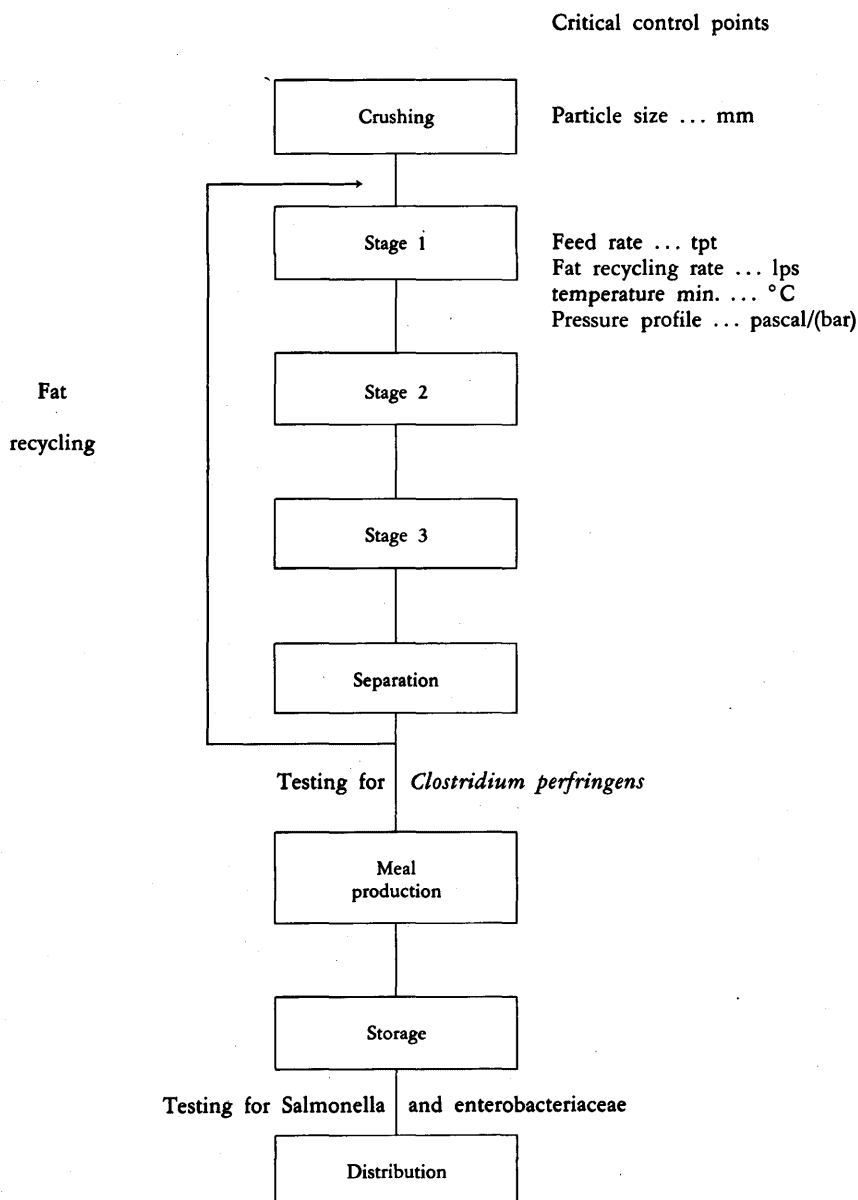 Critical control points
Crushing
Particle size ... mm
Stage 1
Feed rate ... tpt
Fat recycling rate ... lps
temperature min. ... °C
Pressure profile ... pascal/(bar)
Stage 2
Fat
recycling
Stage 3
Separation
Testing for Clostridium perfringens
Meal
production
Storage
Testing for Salmonella and enterobacteriaceae
Distribution